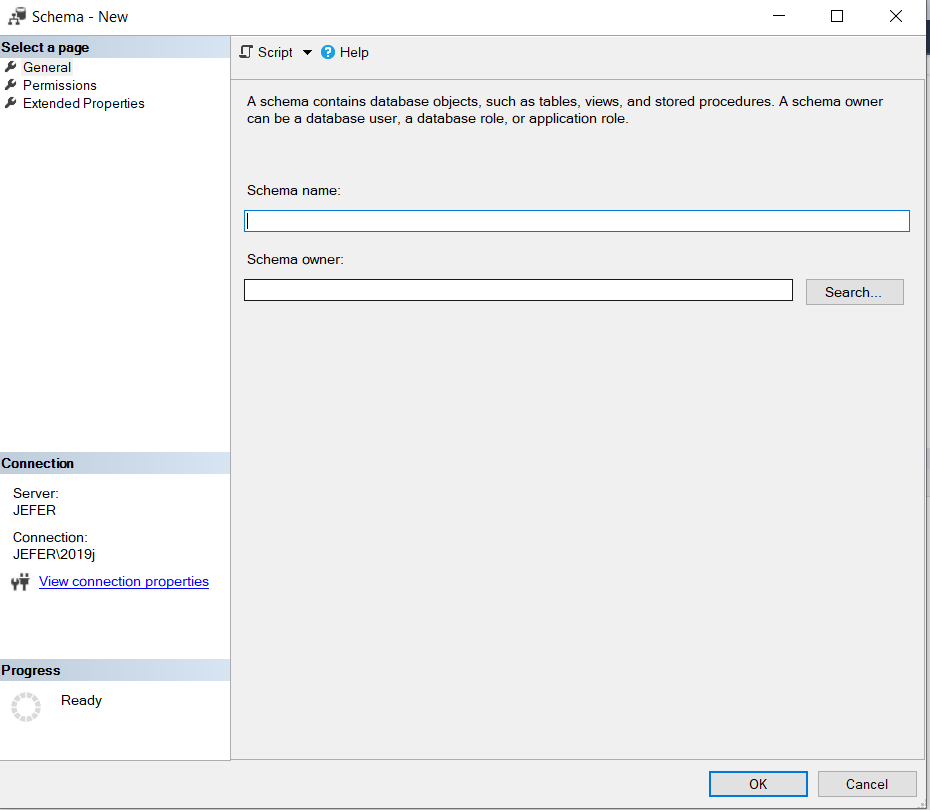 Schema - New
Select a page
General
Permissions
Extended Properties
Script
Help
A schema contains database objects, such as tables, views, and stored procedures. A schema owner
can be a database user, a database role, or application role.
Schema name:
Schema owner:
Search...
Connection
Server:
JEFER
Connection:
JEFER\2019j
View connection properties
Progress
Ready
OK
Cancel